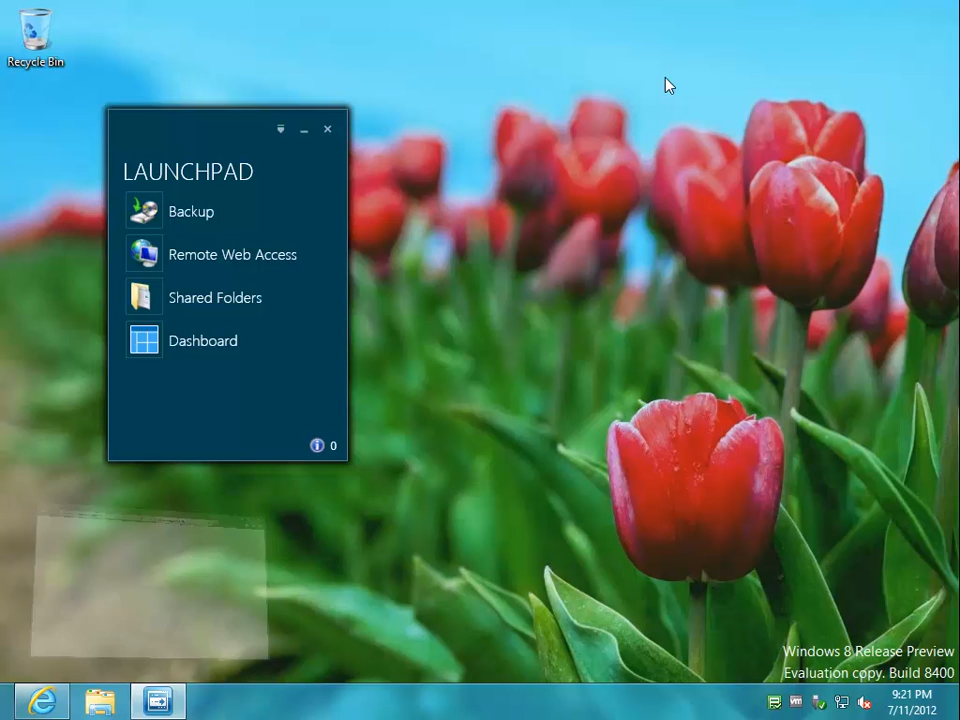 Recycle Bin
LAUNCHPAD
Backup
Remote Web Access
Shared Folders
Dashboard
0
Windows 8 Release Preview
Evaluation copy. Build 8400
9:21 PM
7/11/2012